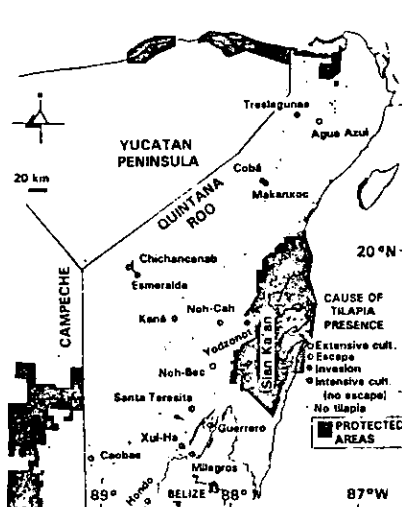 Treslagunas
Agua Azul
YUCATAN
PENINSULA
20 km
Cobá
Makanxoc
QUINTANA
ROO
20°N
Chichancanab
Esmeralda
CAMPECHE
CAUSE OF
TILAPIA
PRESENCE
Kaná
Noh-Cah
Yodzonot
Sian Ka'an
Extensive cult.
Escape
Invasion
Intensive cult.
(no escape)
No tilapia
Noh-Bec
Santa Teresita
PROTECTED
AREAS
Guerrero
Xul-Ha
Caobas
Milagros
Hondo
89°
BELIZE
88°
87°W